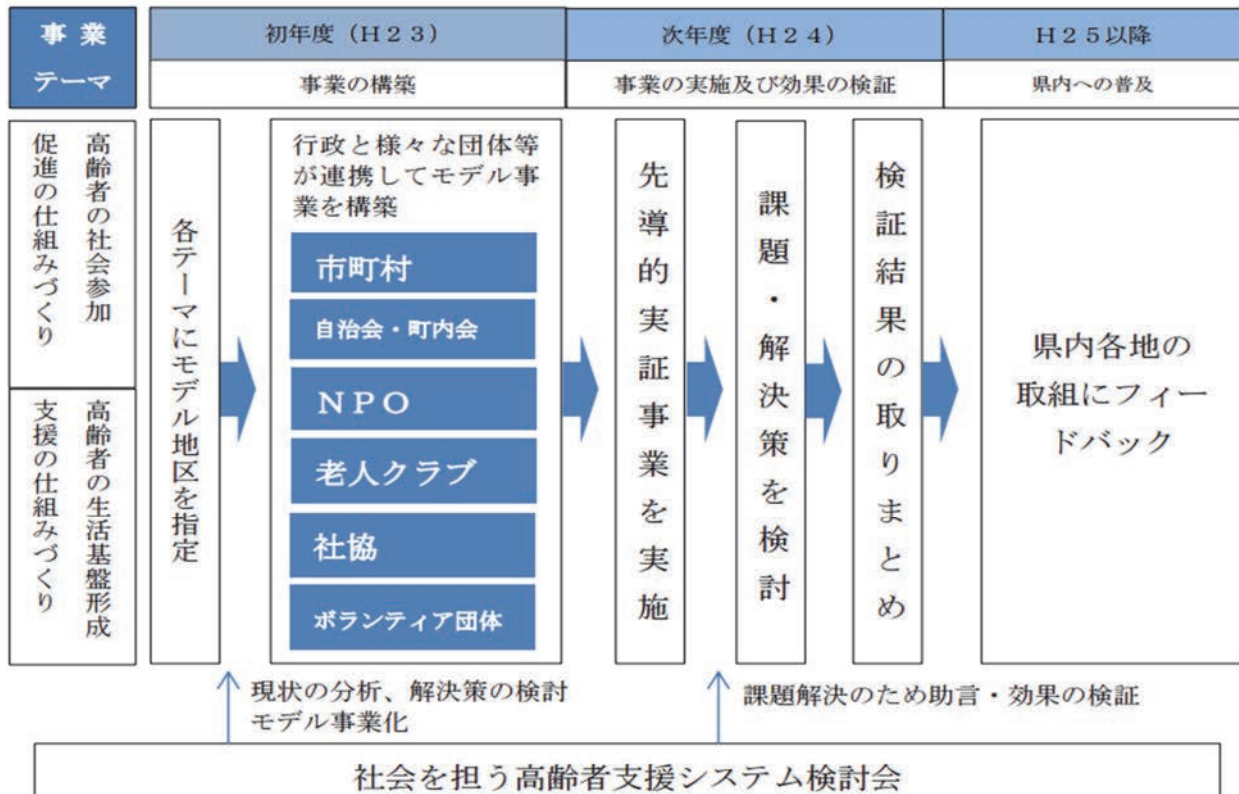 事 業
テーマ
初年度（Ｈ２３）
次年度（Ｈ２４）
Ｈ２５以降
事業の構築
事業の実施及び効果の検証
県内への普及
高齢者の社会参加
促進の仕組みづくり
高齢者の生活基盤形成
支援の仕組みづくり
各テーマにモデル地区を指定
行政と様々な団体等
が連携してモデル事
業を構築
市町村
自治会・町内会
ＮＰＯ
老人クラブ
社協
ボランティア団体
先導的実証事業を実施
課題・解決策を検討
検証結果の取りまとめ
県内各地の
取組にフィー
ドバック
現状の分析、解決策の検討
モデル事業化
課題解決のため助言・効果の検証
社会を担う高齢者支援システム検討会